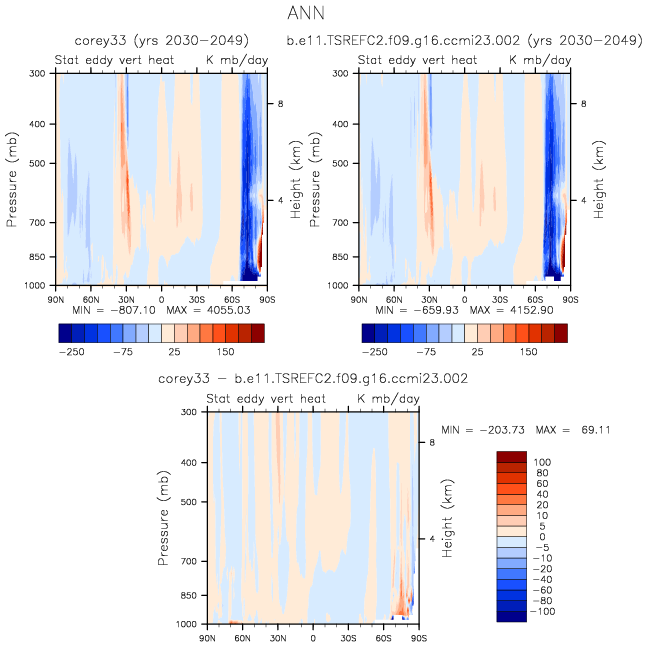 ANN
corey33 (yrs 2030-2049)
b.e11.TSREFC2.f09.g16.ccmi23.002 (yrs 2030-2049)
Stat eddy vert heat K mb/day
Stat eddy vert heat K mb/day
300
400
500
700
850
1000
Pressure (mb)
8
4
Height (km)
90N 60N 30N 0 30S 60S 90S
MIN = -807.10 MAX = 4055.03
-250 -75 25 150
300
400
500
700
850
1000
Pressure (mb)
8
4
Height (km)
90N 60N 30N 0 30S 60S 90S
MIN = -659.93 MAX = 4152.90
-250 -75 25 150
corey33 - b.e11.TSREFC2.f09.g16.ccmi23.002
Stat eddy vert heat K mb/day
300
400
500
700
850
1000
Pressure (mb)
8
4
Height (km)
90N 60N 30N 0 30S 60S 90S
MIN = -203.73 MAX = 69.11
100
80
60
40
20
10
5
0
-5
-10
-20
-40
-60
-80
-100